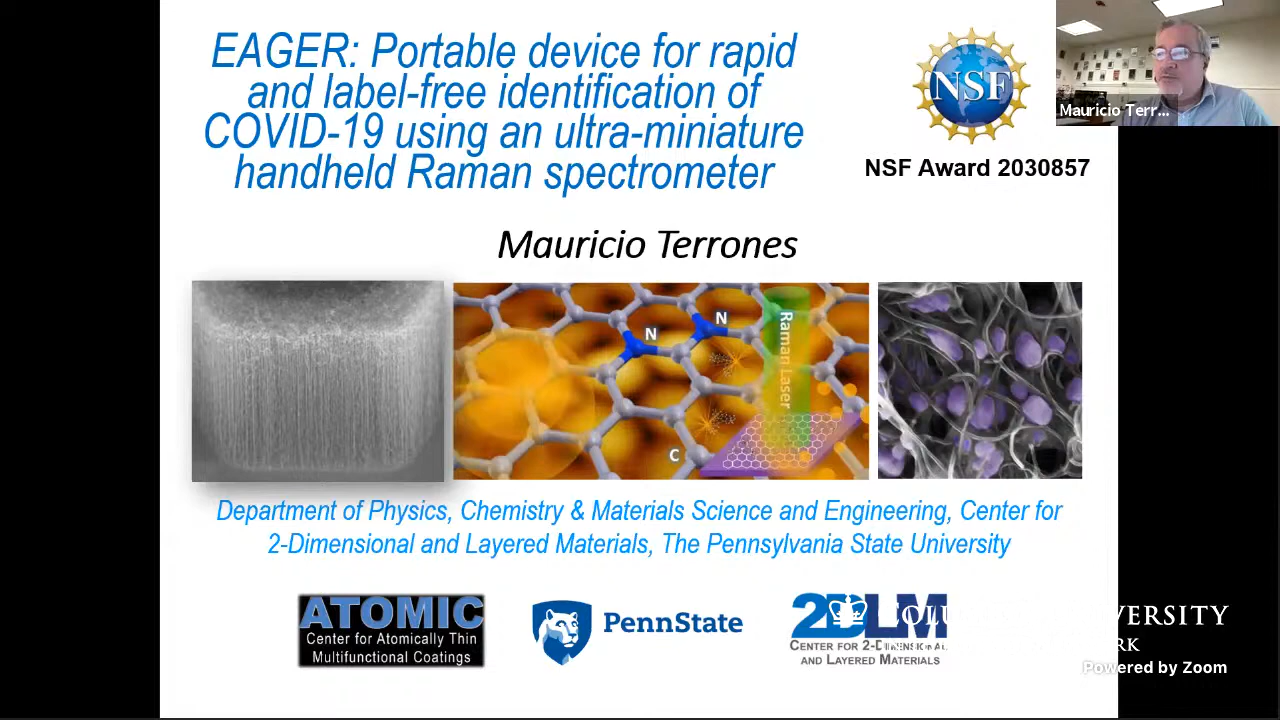 EAGER: Portable device for rapid
and label-free identification of
COVID-19 using an ultra-miniature
handheld Raman spectrometer
NSF
NSF Award 2030857
Mauricio Terr...
Mauricio Terrones
N
N
C
Raman Laser
Department of Physics, Chemistry & Materials Science and Engineering, Center for
2-Dimensional and Layered Materials, The Pennsylvania State University
ATOMIC
Center for Atomically Thin
Multifunctional Coatings
PennState
2DLM
CENTER FOR 2-DIMENSIONAL
AND LAYERED MATERIALS
Powered by Zoom